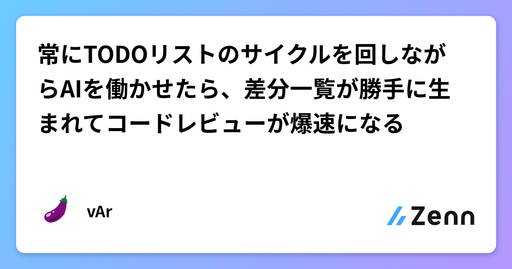 常にTODOリストのサイクルを回しなが
らAIを働かせたら、差分一覧が勝手に生
まれてコードレビューが爆速になる
vAr
Zenn